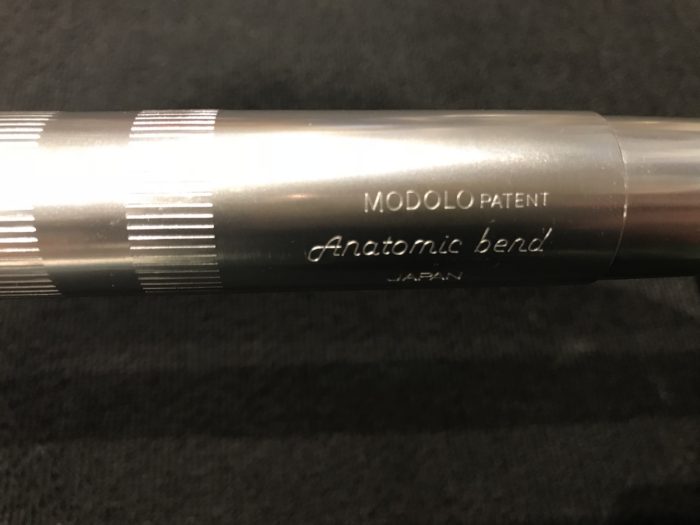 MODOLO PATENT
Anatomic bend
JAPAN